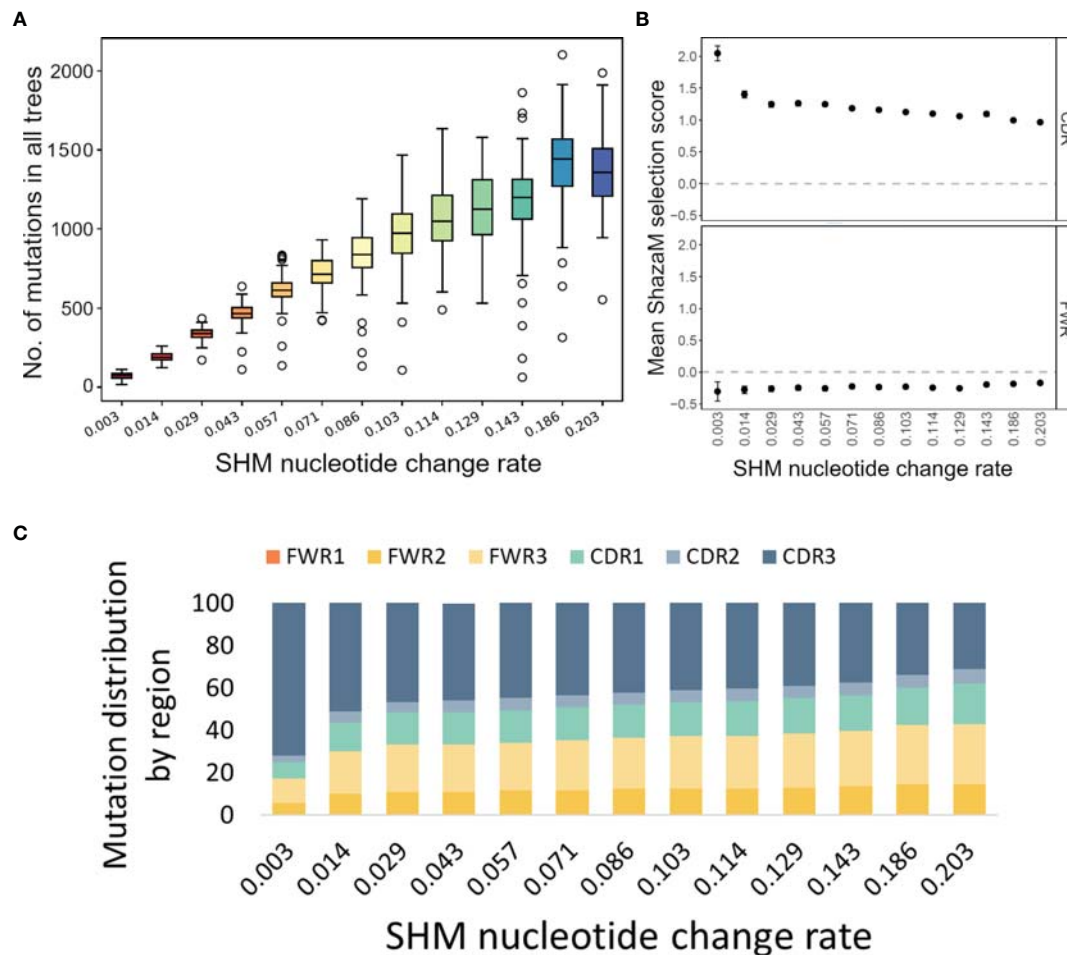 A
No. of mutations in all trees
2000
1500
1000
500
0
0.003 0.014 0.029 0.043 0.057 0.071 0.086 0.103 0.114 0.129 0.143 0.186 0.203
SHM nucleotide change rate
B
Mean ShazaM selection score
2.0
1.5
1.0
0.5
0.0
−0.5
CDR
2.0
1.5
1.0
0.5
0.0
−0.5
FWR
0.003 0.014 0.029 0.043 0.057 0.071 0.086 0.103 0.114 0.129 0.143 0.186 0.203
SHM nucleotide change rate
C
FWR1 FWR2 FWR3 CDR1 CDR2 CDR3
Mutation distribution
by region
100
80
60
40
20
0
0.003 0.014 0.029 0.043 0.057 0.071 0.086 0.103 0.114 0.129 0.143 0.186 0.203
SHM nucleotide change rate